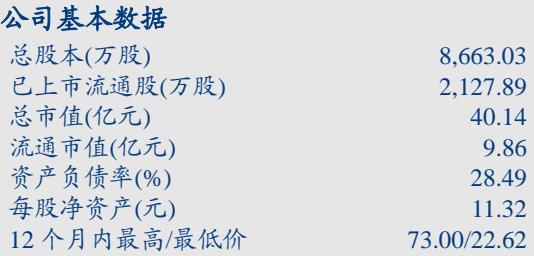 公司基本数据
总股本(万股) 8,663.03
已上市流通股(万股) 2,127.89
总市值(亿元) 40.14
流通市值(亿元) 9.86
资产负债率(%) 28.49
每股净资产(元) 11.32
12 个月内最高/最低价 73.00/22.62